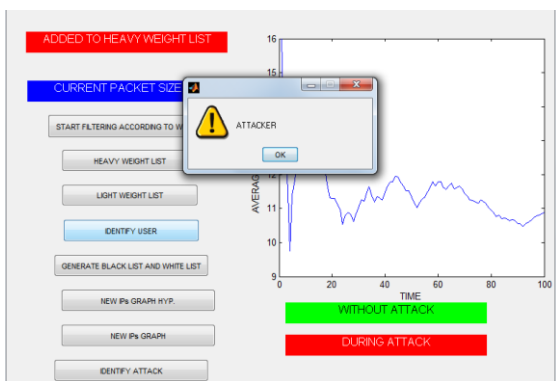 ADDED TO HEAVY WEIGHT LIST
CURRENT PACKET SIZE
START FILTERING ACCORDING TO W
HEAVY WEIGHT LIST
LIGHT WEIGHT LIST
IDENTIFY USER
GENERATE BLACK LIST AND WHITE LIST
NEW IPs GRAPH HYP.
NEW IPs GRAPH
IDENTIFY ATTACK
ATTACKER
OK
16
15
12
11
10
9
AVERAG
0
20
40
60
80
100
TIME
WITHOUT ATTACK
DURING ATTACK